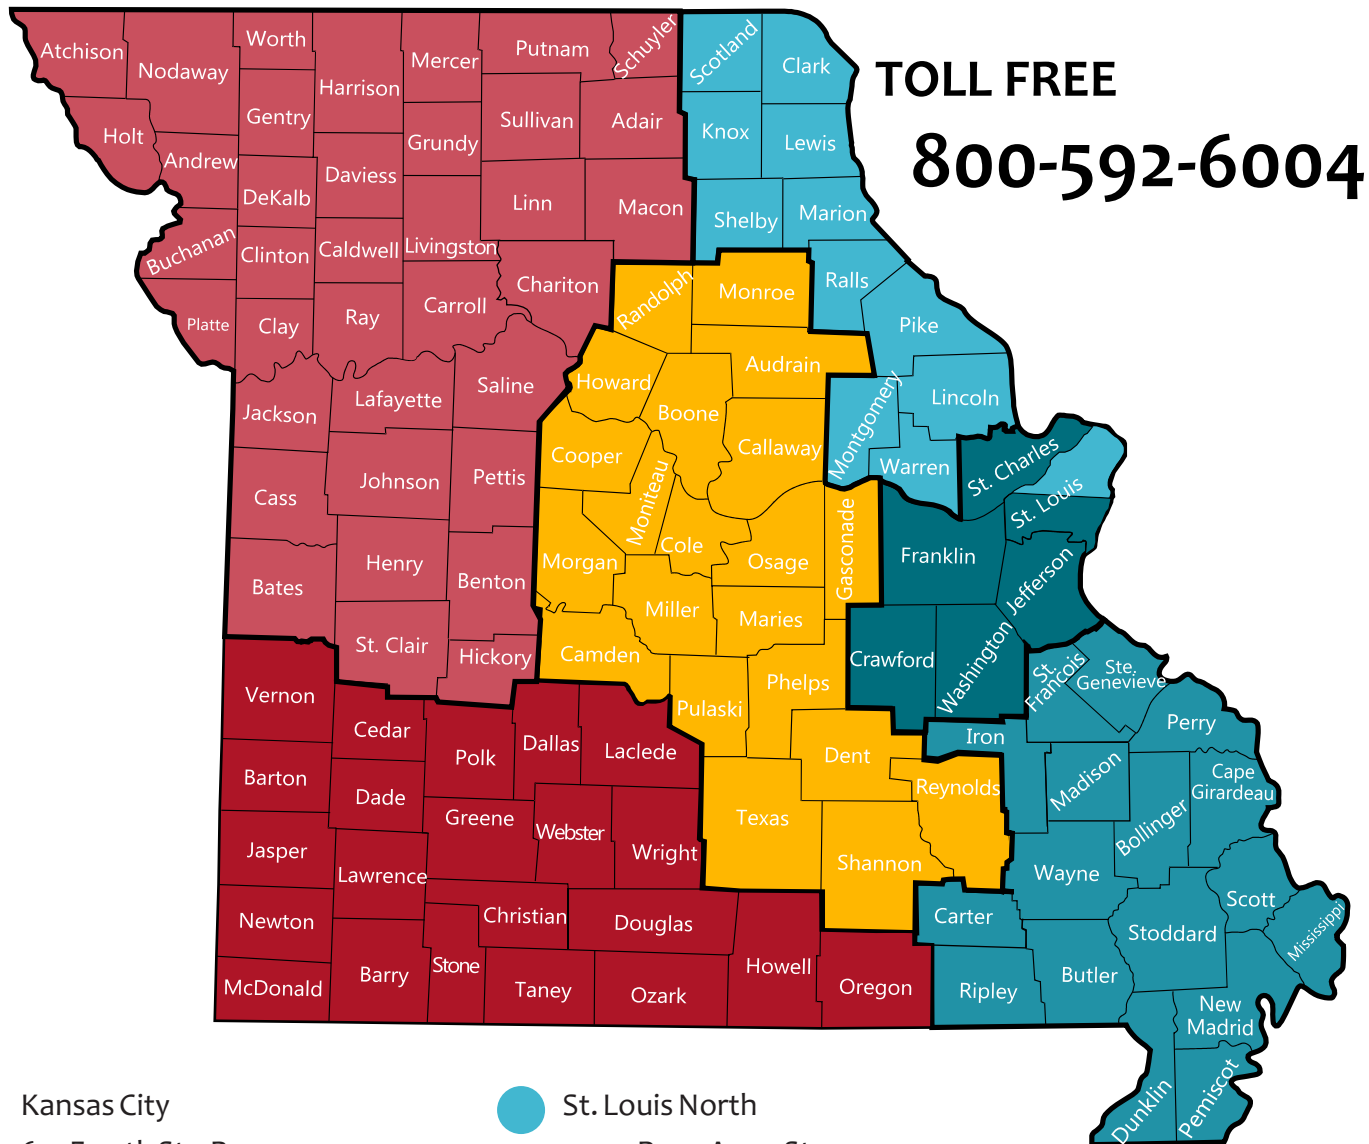 TOLL FREE
800-592-6004
Atchison
Nodaway
Worth
Harrison
Mercer
Putnam
Schuyler
Scotland
Clark
Holt
Gentry
Grundy
Sullivan
Adair
Knox
Lewis
Andrew
DeKalb
Daviess
Linn
Macon
Shelby
Marion
Buchanan
Clinton
Caldwell
Livingston
Chariton
Randolph
Monroe
Ralls
Platte
Clay
Ray
Carroll
Pike
Audrain
Howard
Saline
Lafayette
Jackson
Boone
Montgomery
Lincoln
Cooper
Callaway
Warren
St. Charles
St. Louis
Cass
Johnson
Pettis
Moniteau
Cole
Morgan
Osage
Gasconade
Franklin
Jefferson
Bates
Henry
Benton
Miller
Maries
St. Clair
Hickory
Camden
Crawford
Washington
St.
Francois
Ste.
Genevieve
Vernon
Pulaski
Phelps
Perry
Cedar
Polk
Dallas
Laclede
Dent
Iron
Reynolds
Madison
Cape
Girardeau
Barton
Dade
Greene
Webster
Wright
Texas
Bollinger
Jasper
Lawrence
Shannon
Wayne
Scott
Newton
Christian
Douglas
Carter
Stoddard
Mississippi
McDonald
Barry
Stone
Taney
Ozark
Howell
Oregon
Ripley
Butler
New
Madrid
Dunklin
Pemiscot
Kansas City
St. Louis North